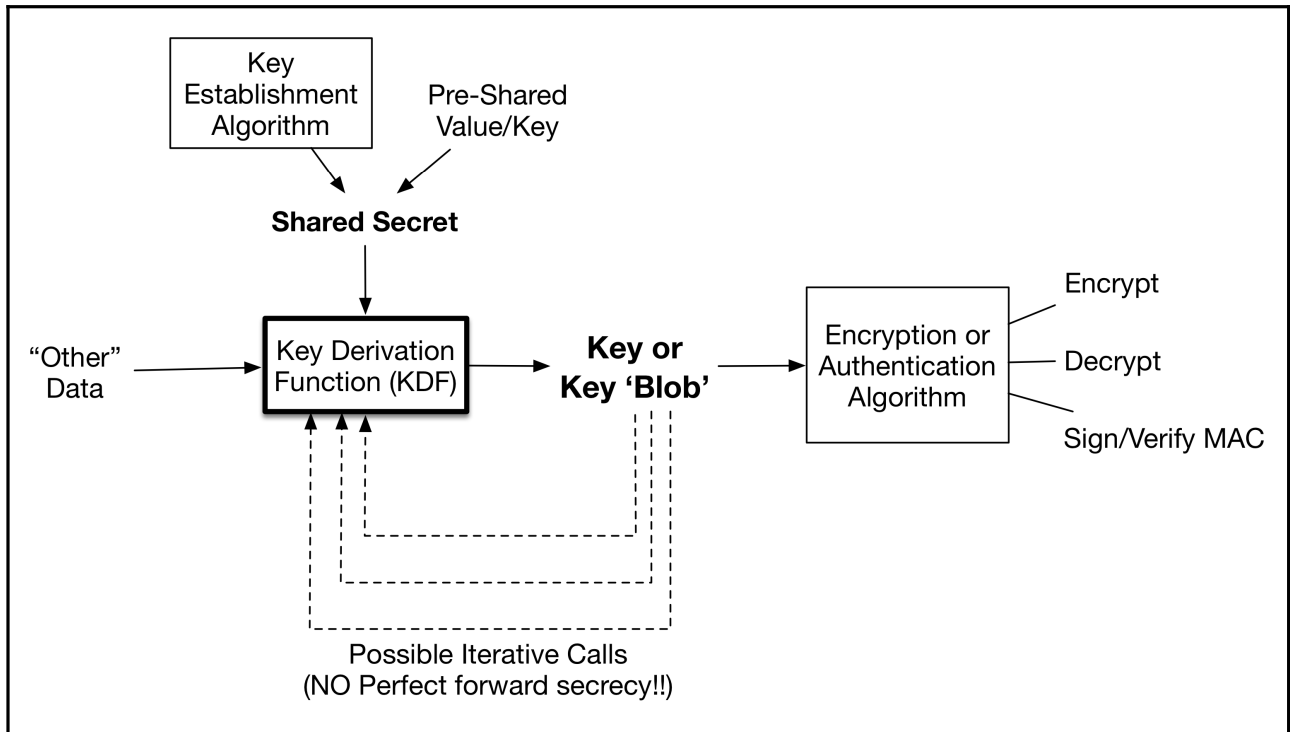 Key
Establishment
Algorithm
Pre-Shared
Value/Key
Shared Secret
“Other”
Data
Key Derivation
Function (KDF)
Key or
Key ‘Blob’
Encryption or
Authentication
Algorithm
Encrypt
Decrypt
Sign/Verify MAC
Possible Iterative Calls
(NO Perfect forward secrecy!!)